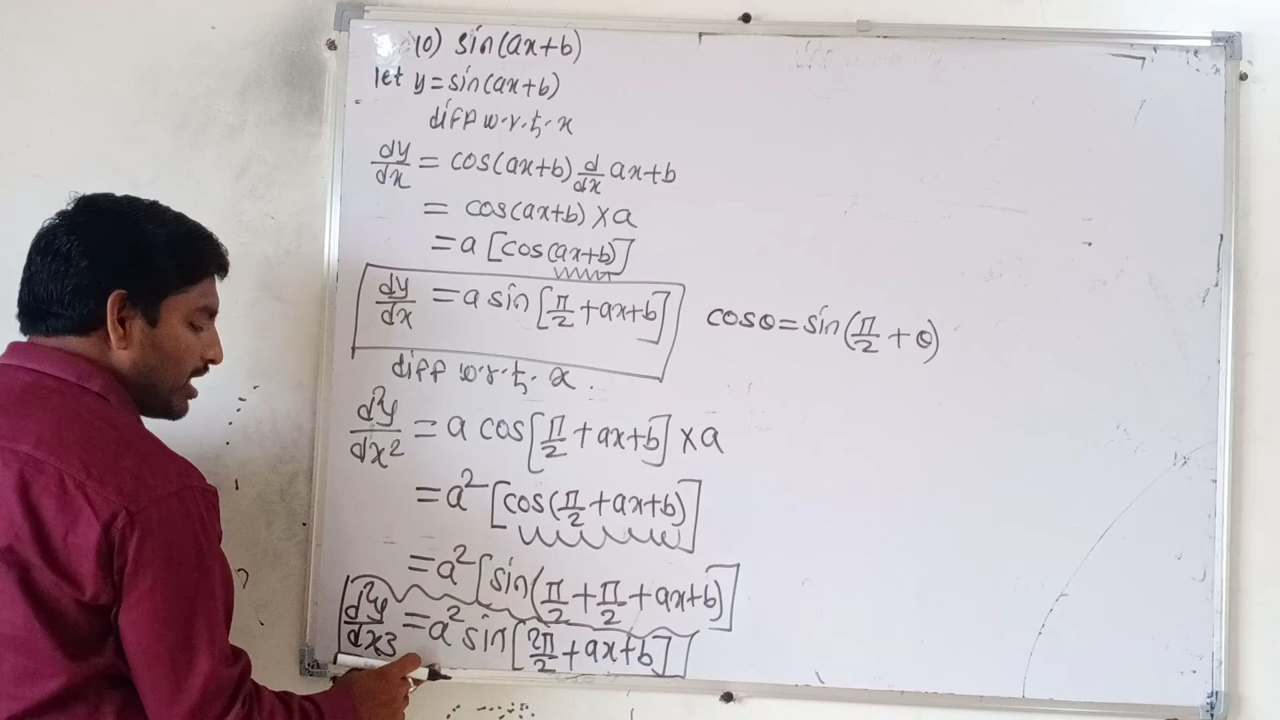 10) sin(ax+b)
let y=sin(ax+b)
diff w.r.t. x
dy/dx = cos(ax+b) d/dx ax+b
= cos(ax+b) × a
= a [cos(ax+b)]
dy/dx = a sin[π/2 + ax+b]
cosθ = sin(π/2 + θ)
diff w.r.t. x.
d²y/dx² = a cos[π/2 + ax+b] × a
= a² [cos(π/2 + ax+b)]
= a² [sin(π/2 + π/2 + ax+b)]
d²y/dx3 = a² sin[2π/2 + ax+b]